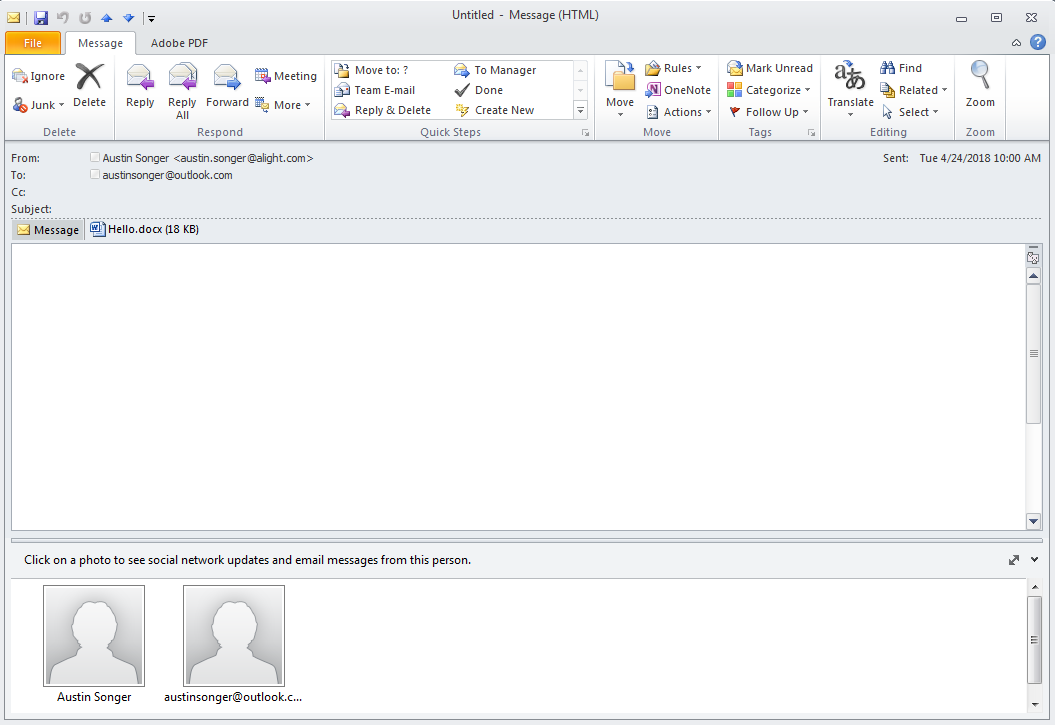 Untitled - Message (HTML)
File Message Adobe PDF
Ignore
Junk
Delete
Delete
Reply
Reply All
Forward
Meeting
More
Respond
Move to: ? To Manager
Team E-mail Done
Reply & Delete Create New
Quick Steps
Move
Rules
OneNote
Actions
Move
Mark Unread
Categorize
Follow Up
Tags
Translate
Find
Related
Select
Editing
Zoom
Zoom
From: Austin Songer <austin.songer@alight.com> Sent: Tue 4/24/2018 10:00 AM
To: austinsonger@outlook.com
Cc:
Subject:
Message Hello.docx (18 KB)
Click on a photo to see social network updates and email messages from this person.
Austin Songer austinsonger@outlook.c...